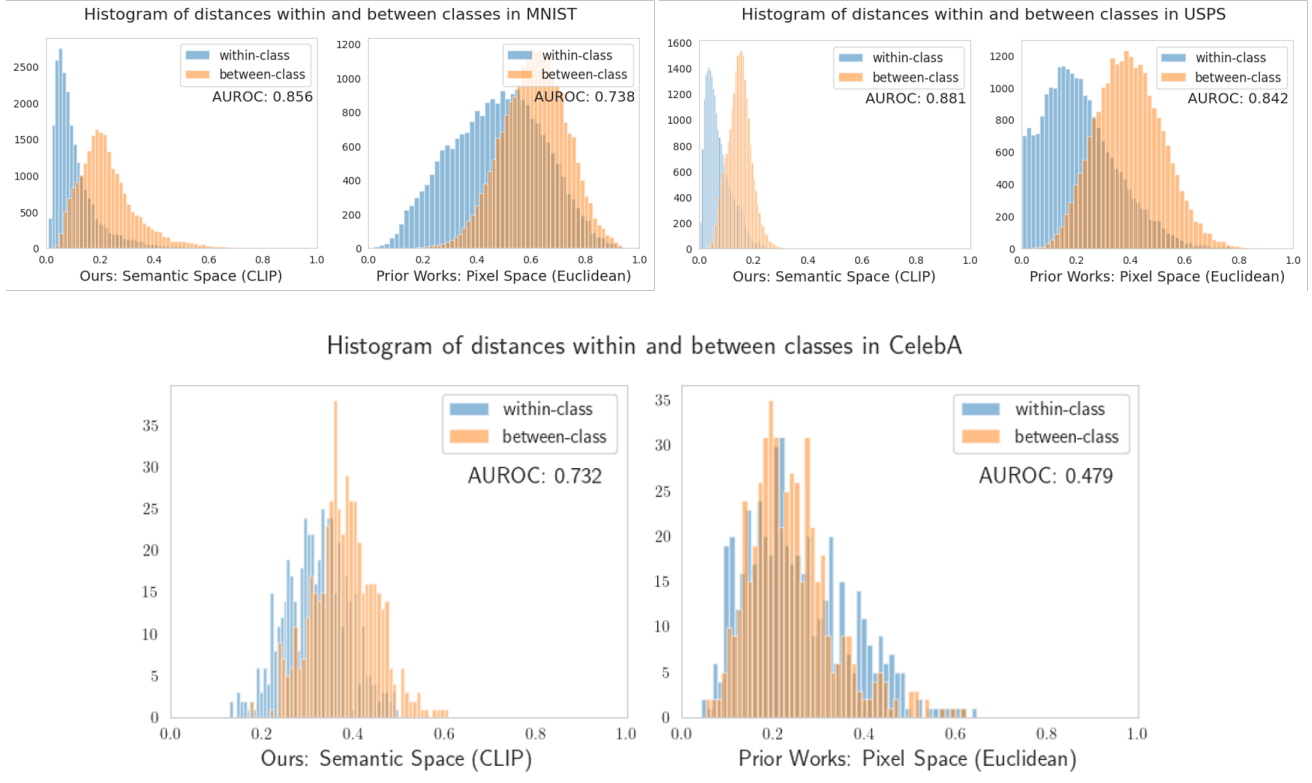 Histogram of distances within and between classes in MNIST
within-class
between-class
AUROC: 0.856
2500
2000
1500
1000
500
0
0.0 0.2 0.4 0.6 0.8 1.0
Ours: Semantic Space (CLIP)
within-class
between-class
AUROC: 0.738
1200
1000
800
600
400
200
0
0.0 0.2 0.4 0.6 0.8 1.0
Prior Works: Pixel Space (Euclidean)
Histogram of distances within and between classes in USPS
within-class
between-class
AUROC: 0.881
1600
1400
1200
1000
800
600
400
200
0
0.0 0.2 0.4 0.6 0.8 1.0
Ours: Semantic Space (CLIP)
within-class
between-class
AUROC: 0.842
1200
1000
800
600
400
200
0
0.0 0.2 0.4 0.6 0.8 1.0
Prior Works: Pixel Space (Euclidean)
Histogram of distances within and between classes in CelebA
within-class
between-class
AUROC: 0.732
35
30
25
20
15
10
5
0
0.0 0.2 0.4 0.6 0.8 1.0
Ours: Semantic Space (CLIP)
within-class
between-class
AUROC: 0.479
35
30
25
20
15
10
5
0
0.0 0.2 0.4 0.6 0.8 1.0
Prior Works: Pixel Space (Euclidean)